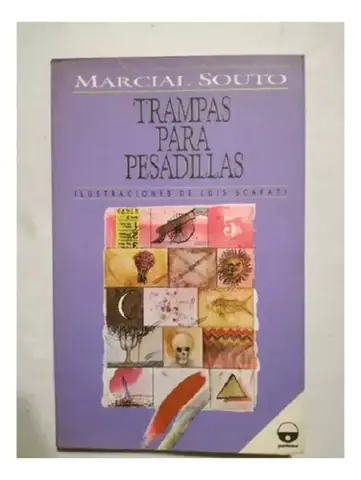 MARCIAL SOUTO
TRAMPAS
PARA
PESADILLAS
ILUSTRACIONES DE LUIS SCAFATI